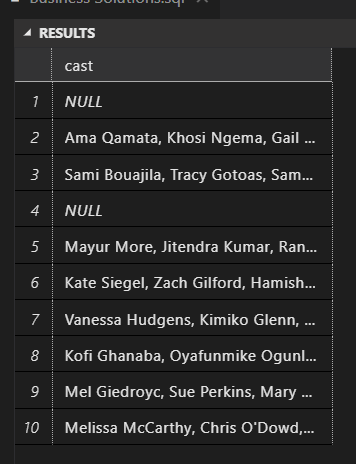 Business Solutions.sql
RESULTS
cast
1 NULL
2 Ama Qamata, Khosi Ngema, Gail ...
3 Sami Bouajila, Tracy Gotoas, Sam...
4 NULL
5 Mayur More, Jitendra Kumar, Ran...
6 Kate Siegel, Zach Gilford, Hamish...
7 Vanessa Hudgens, Kimiko Glenn, ...
8 Kofi Ghanaba, Oyafunmike Ogunl...
9 Mel Giedroyc, Sue Perkins, Mary ...
10 Melissa McCarthy, Chris O'Dowd,...